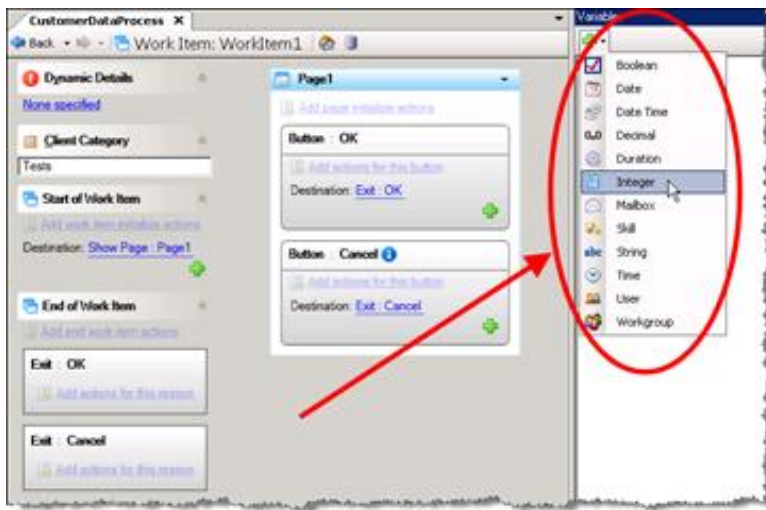 CustomerDataProcess
Back
Work Item: WorkItem1
Dynamic Details
None specified
Client Category
Tests
Start of Work Item
Add work item initialize actions
Destination: Show Page : Page1
End of Work Item
Add end work item actions
Exit : OK
Add actions for this reason
Exit : Cancel
Add actions for this reason
Page1
Add page initialize actions
Button : OK
Add actions for this button
Destination: Exit : OK
Button : Cancel
Add actions for this button
Destination: Exit : Cancel
Boolean
Date
Date Time
0.0 Decimal
Duration
Integer
Mailbox
Skill
abc String
Time
User
Workgroup